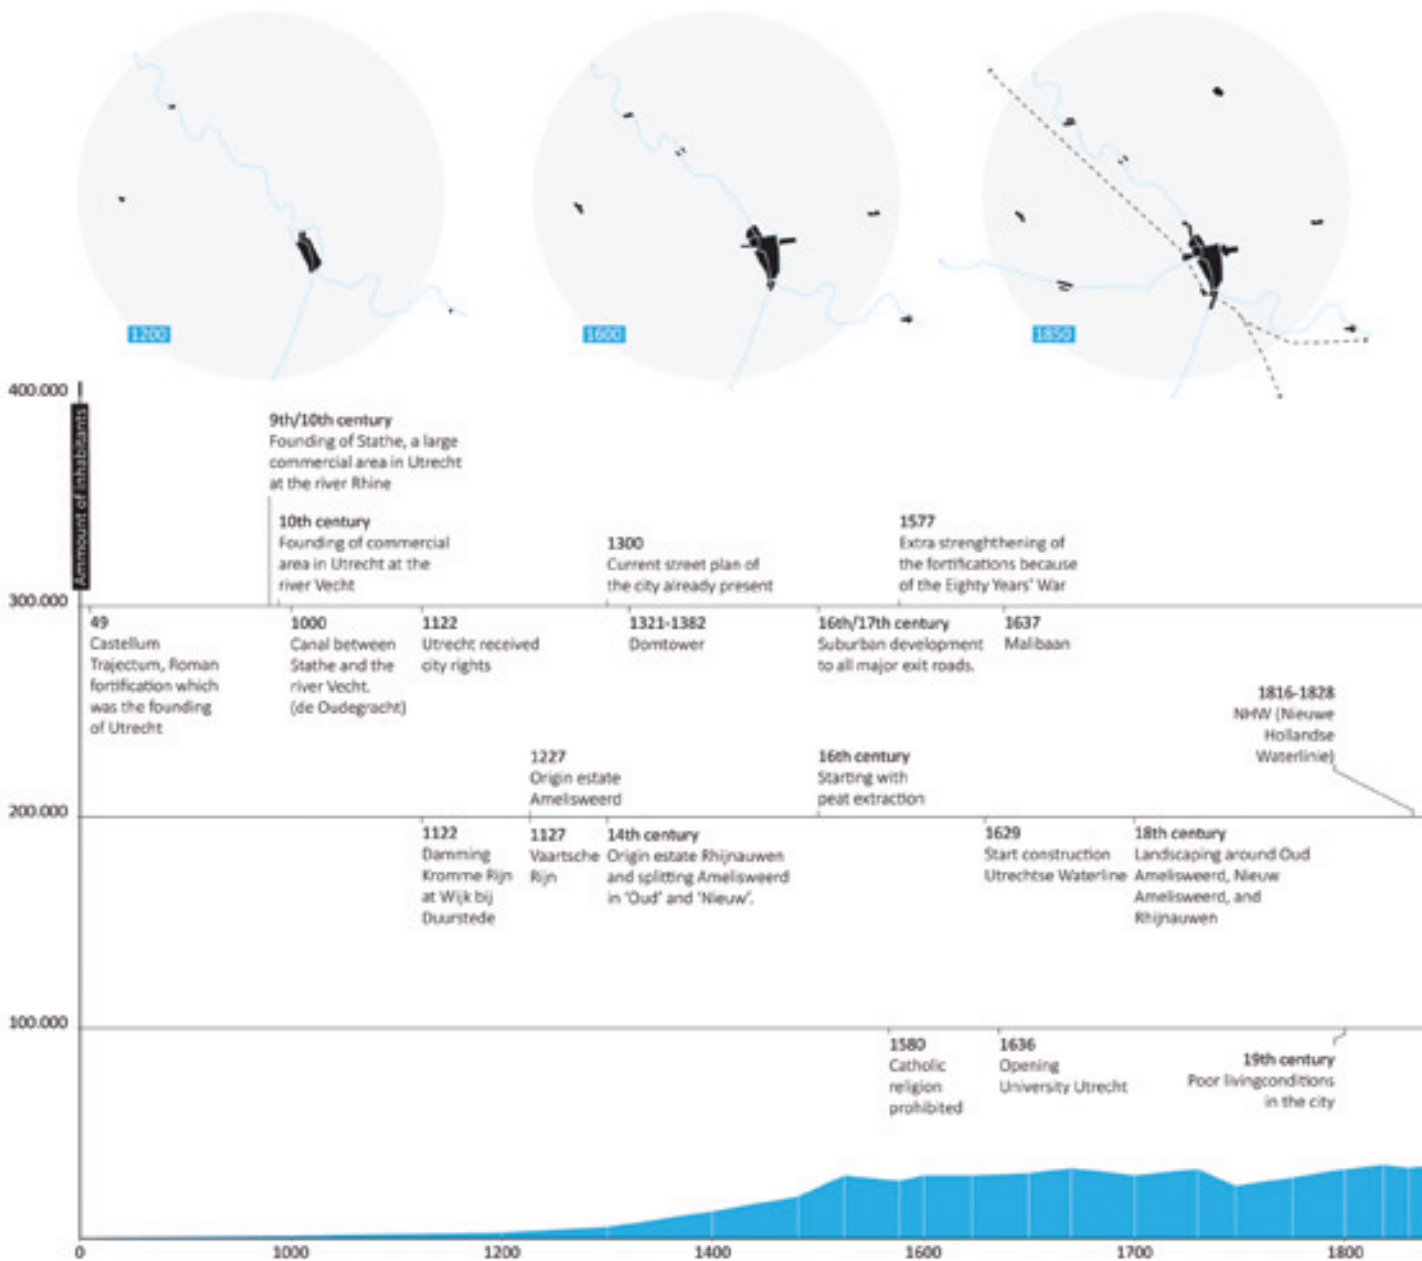 1200
1600
1850
400.000
Ammount of inhabitants
9th/10th century
Founding of Stathe, a large
commercial area in Utrecht
at the river Rhine
10th century
Founding of commercial
area in Utrecht at the
river Vecht
1300
Current street plan of
the city already present
1577
Extra strenghthening of
the fortifications because
of the Eighty Years' War
300.000
49
Castellum
Trajectum, Roman
fortification which
was the founding
of Utrecht
1000
Canal between
Stathe and the
river Vecht.
(de Oudegracht)
1122
Utrecht received
city rights
1321-1382
Domtower
16th/17th century
Suburban development
to all major exit roads.
1637
Malibaan
1816-1828
NHW (Nieuwe
Hollandse
Waterlinie)
1227
Origin estate
Amelisweerd
16th century
Starting with
peat extraction
200.000
1122
Damming
Kromme Rijn
at Wijk bij
Duurstede
1127
Vaartsche
Rijn
14th century
Origin estate Rhijnauwen
and splitting Amelisweerd
in 'Oud' and 'Nieuw'.
1629
Start construction
Utrechtse Waterline
18th century
Landscaping around Oud
Amelisweerd, Nieuw
Amelisweerd, and
Rhijnauwen
100.000
1580
Catholic
religion
prohibited
1636
Opening
University Utrecht
19th century
Poor livingconditions
in the city
0
1000
1200
1400
1600
1700
1800